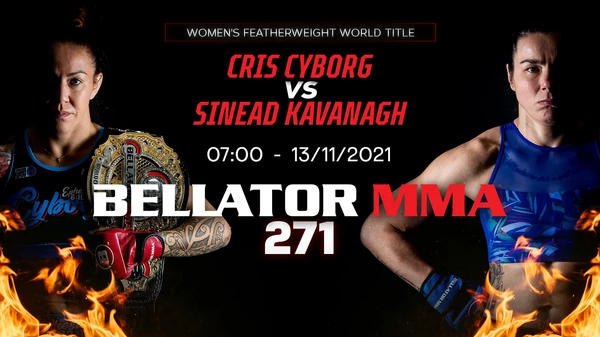 WOMEN'S FEATHERWEIGHT WORLD TITLE
CRIS CYBORG
VS
SINEAD KAVANAGH
07:00 - 13/11/2021
BELLATOR MMA
271